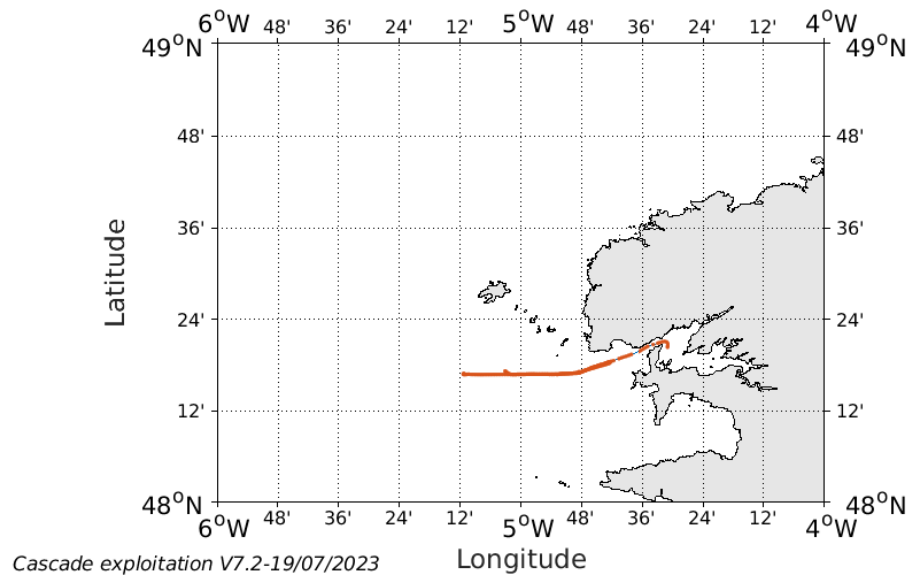 6°W 48' 36' 24' 12' 5°W 48' 36' 24' 12' 4°W
49°N 49°N
48' 48'
36' 36'
Latitude
24' 24'
12' 12'
48°N 48°N
6°W 48' 36' 24' 12' 5°W 48' 36' 24' 12' 4°W
Cascade exploitation V7.2-19/07/2023 Longitude